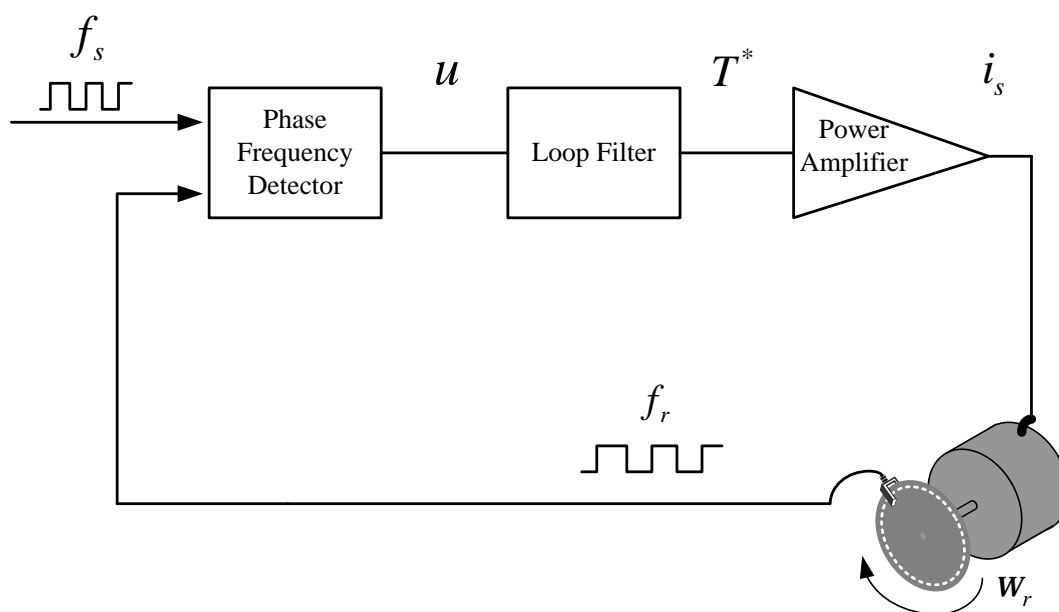 f_s
u
T^*
i_s
Phase
Frequency
Detector
Loop Filter
Power
Amplifier
f_r
w_r